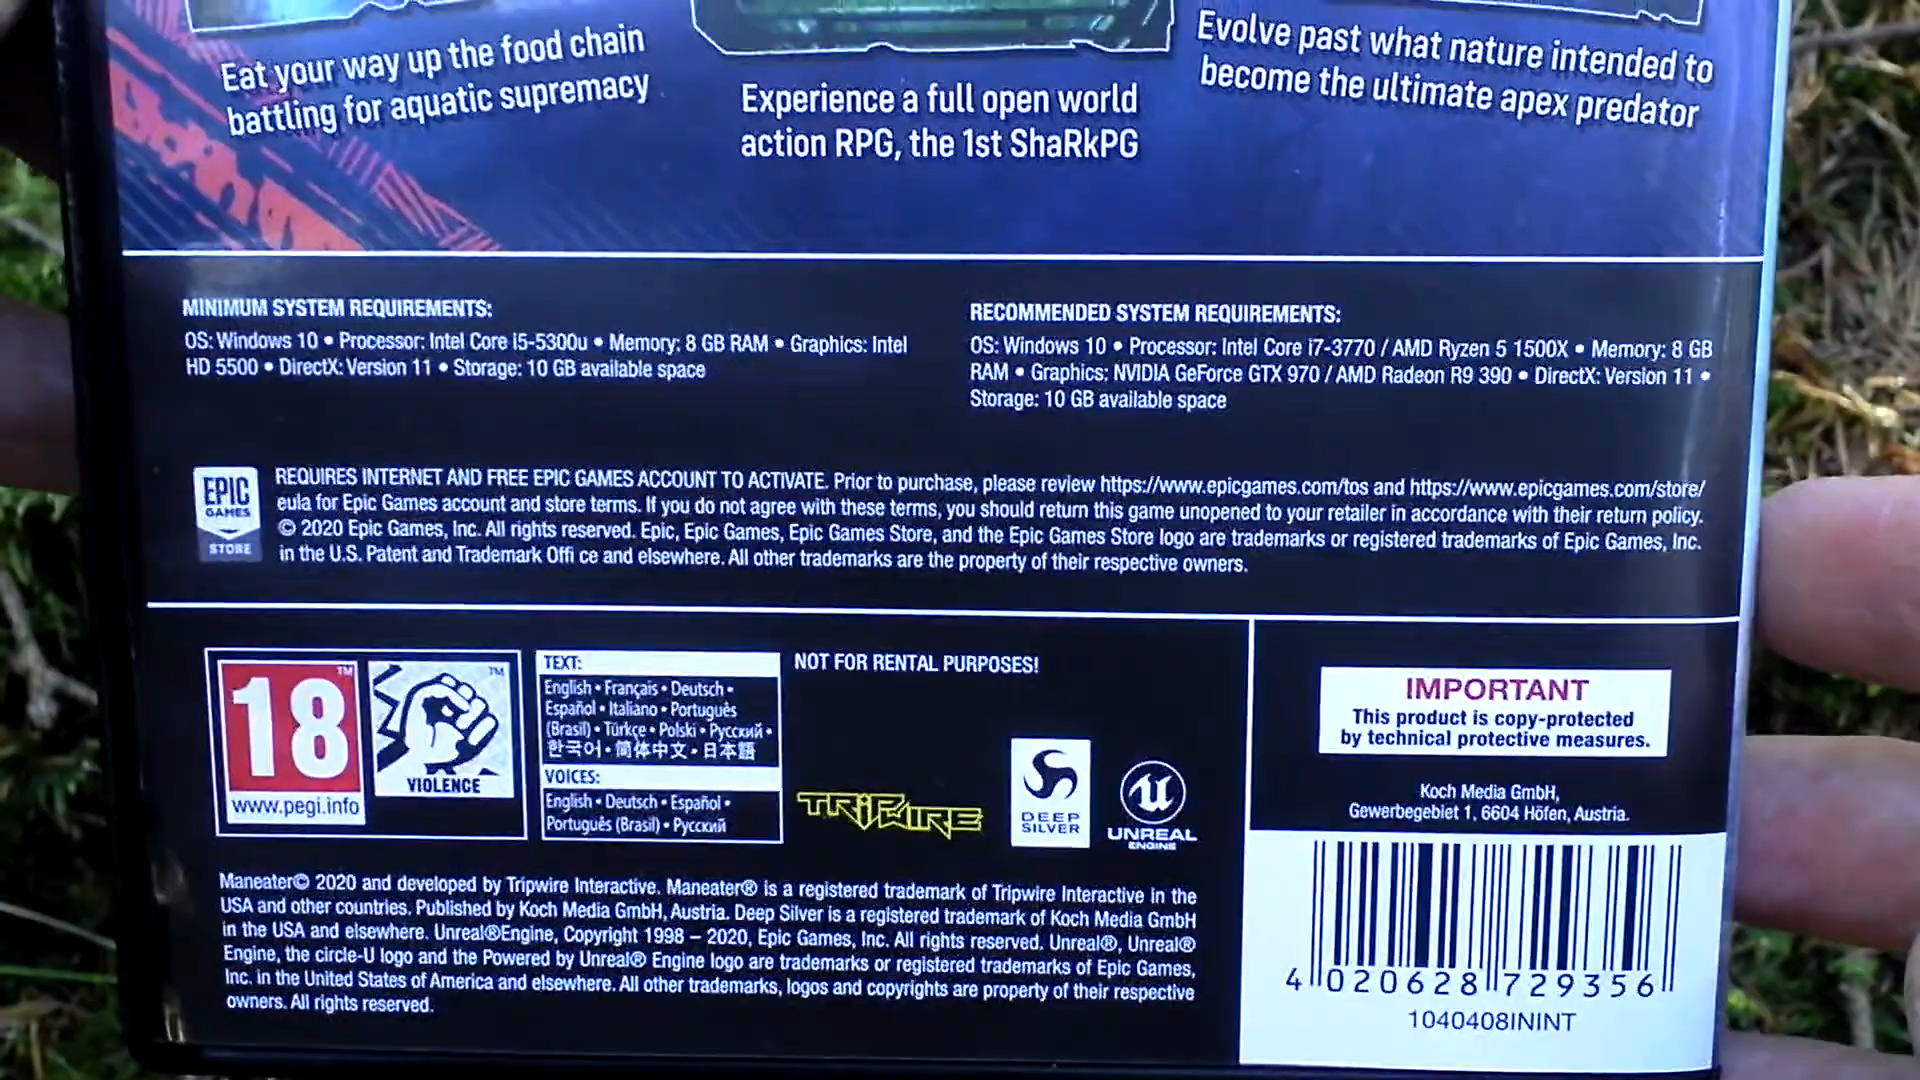 Eat your way up the food chain
battling for aquatic supremacy
Experience a full open world
action RPG, the 1st ShaRkPG
Evolve past what nature intended to
become the ultimate apex predator
MINIMUM SYSTEM REQUIREMENTS:
OS: Windows 10 • Processor: Intel Core i5-5300u • Memory: 8 GB RAM • Graphics: Intel
HD 5500 • DirectX: Version 11 • Storage: 10 GB available space
RECOMMENDED SYSTEM REQUIREMENTS:
OS: Windows 10 • Processor: Intel Core i7-3770 / AMD Ryzen 5 1500X • Memory: 8 GB
RAM • Graphics: NVIDIA GeForce GTX 970 / AMD Radeon R9 390 • DirectX: Version 11 •
Storage: 10 GB available space
EPIC
GAMES
STORE
REQUIRES INTERNET AND FREE EPIC GAMES ACCOUNT TO ACTIVATE. Prior to purchase, please review https://www.epicgames.com/tos and https://www.epicgames.com/store/
eula for Epic Games account and store terms. If you do not agree with these terms, you should return this game unopened to your retailer in accordance with their return policy.
© 2020 Epic Games, Inc. All rights reserved. Epic, Epic Games, Epic Games Store, and the Epic Games Store logo are trademarks or registered trademarks of Epic Games, Inc.
in the U.S. Patent and Trademark Offi ce and elsewhere. All other trademarks are the property of their respective owners.
18 ™
www.pegi.info
™
VIOLENCE
TEXT:
English • Français • Deutsch •
Español • Italiano • Português
(Brasil) • Türkçe • Polski • Русский •
한국어 • 简体中文 • 日本語
VOICES:
English • Deutsch • Español •
Português (Brasil) • Русский
NOT FOR RENTAL PURPOSES!
TRIPWIRE
DEEP
SILVER
UNREAL
ENGINE
IMPORTANT
This product is copy-protected
by technical protective measures.
Koch Media GmbH,
Gewerbegebiet 1, 6604 Höfen, Austria.
Maneater© 2020 and developed by Tripwire Interactive. Maneater® is a registered trademark of Tripwire Interactive in the
USA and other countries. Published by Koch Media GmbH, Austria. Deep Silver is a registered trademark of Koch Media GmbH
in the USA and elsewhere. Unreal®Engine, Copyright 1998 – 2020, Epic Games, Inc. All rights reserved. Unreal®, Unreal®
Engine, the circle-U logo and the Powered by Unreal® Engine logo are trademarks or registered trademarks of Epic Games,
Inc. in the United States of America and elsewhere. All other trademarks, logos and copyrights are property of their respective
owners. All rights reserved.
4 020628 729356
1040408ININT